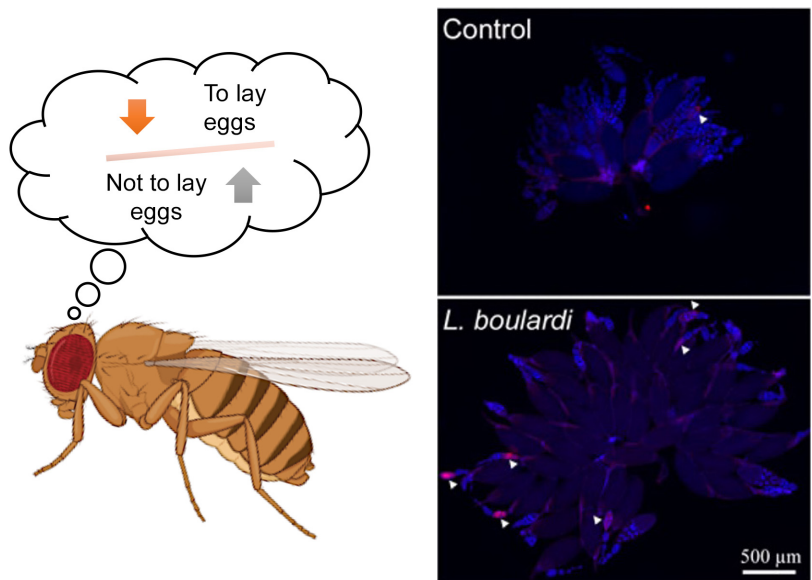 To lay
eggs
Not to lay
eggs
Control
L. boulardi
500 µm